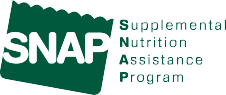 SNAP
Supplemental
Nutrition
Assistance
Program